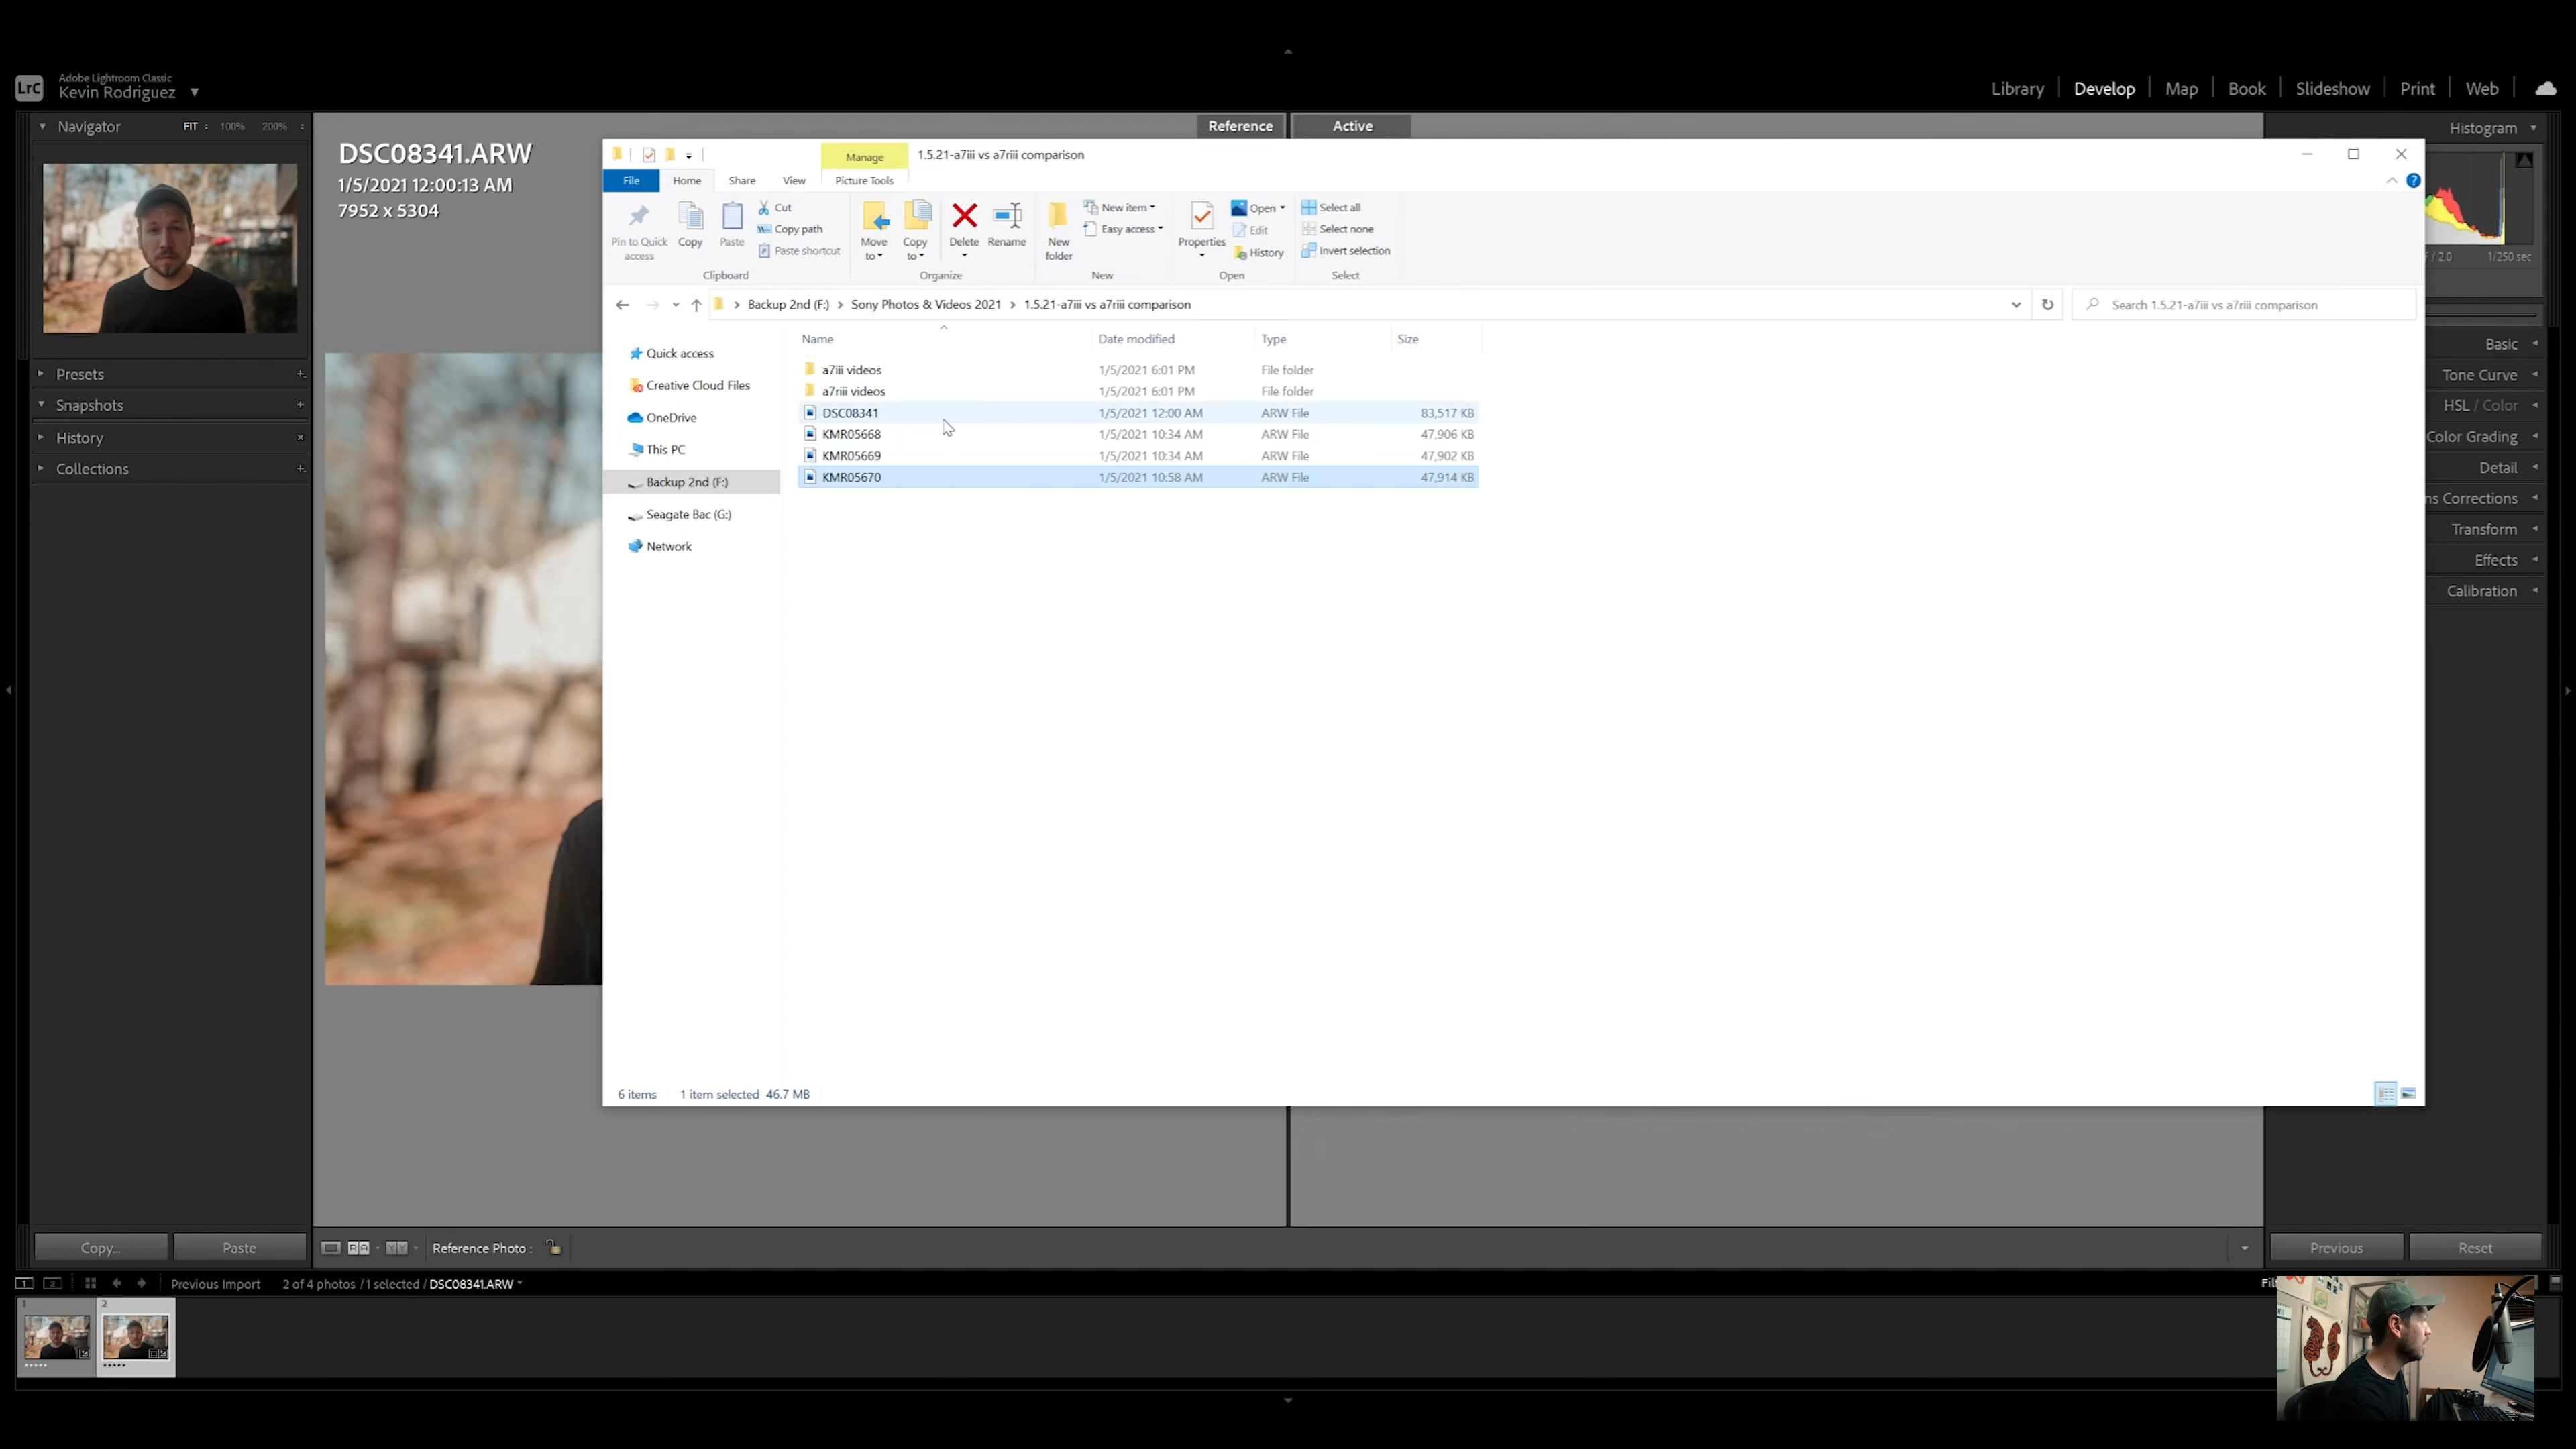 LrC
Adobe Lightroom Classic
Kevin Rodriguez
Library
Develop
Map
Book
Slideshow
Print
Web
Navigator
FIT
100%
200%
Presets
Snapshots
History
Collections
DSC08341.ARW
1/5/2021 12:00:13 AM
7952 x 5304
Reference
Active
Manage
1.5.21-a7iii vs a7riii comparison
File
Home
Share
View
Picture Tools
Pin to Quick access
Copy
Paste
Cut
Copy path
Paste shortcut
Clipboard
Move to
Copy to
Delete
Rename
Organize
New folder
New item
Easy access
New
Properties
Open
Edit
History
Open
Select all
Select none
Invert selection
Select
Backup 2nd (F:) > Sony Photos & Videos 2021 > 1.5.21-a7iii vs a7riii comparison
Search 1.5.21-a7iii vs a7riii comparison
Quick access
Creative Cloud Files
OneDrive
This PC
Backup 2nd (F:)
Seagate Bac (G:)
Network
Name Date modified Type Size
a7iii videos 1/5/2021 6:01 PM File folder
a7riii videos 1/5/2021 6:01 PM File folder
DSC08341 1/5/2021 12:00 AM ARW File 83,517 KB
KMR05668 1/5/2021 10:34 AM ARW File 47,906 KB
KMR05669 1/5/2021 10:34 AM ARW File 47,902 KB
KMR05670 1/5/2021 10:58 AM ARW File 47,914 KB
6 items 1 item selected 46.7 MB
Histogram
/ 2.0
1/250 sec
Basic
Tone Curve
HSL / Color
Color Grading
Detail
ns Corrections
Transform
Effects
Calibration
Copy...
Paste
Reference Photo :
Previous
Reset
1
2
Previous Import
2 of 4 photos / 1 selected / DSC08341.ARW
1
2